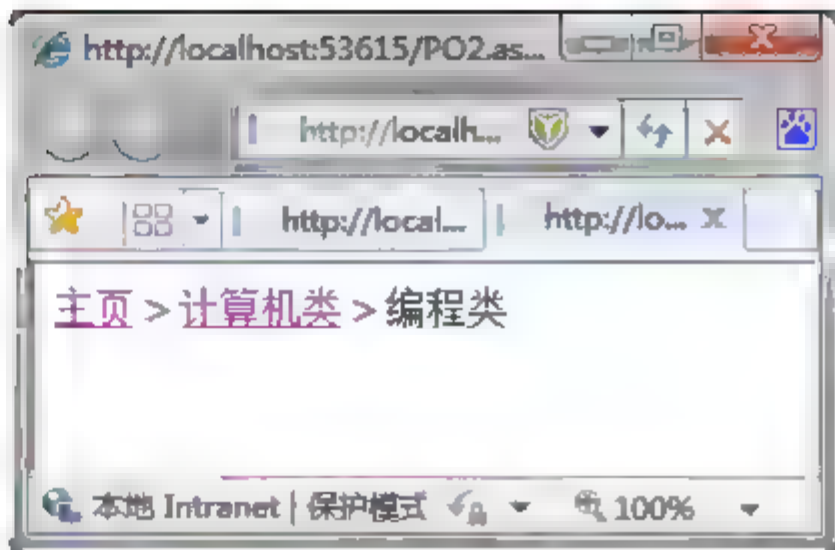 http://localhost:53615/PO2.as...
http://localh...
http://local... http://lo...
主页 > 计算机类 > 编程类
本地 Intranet | 保护模式 100%